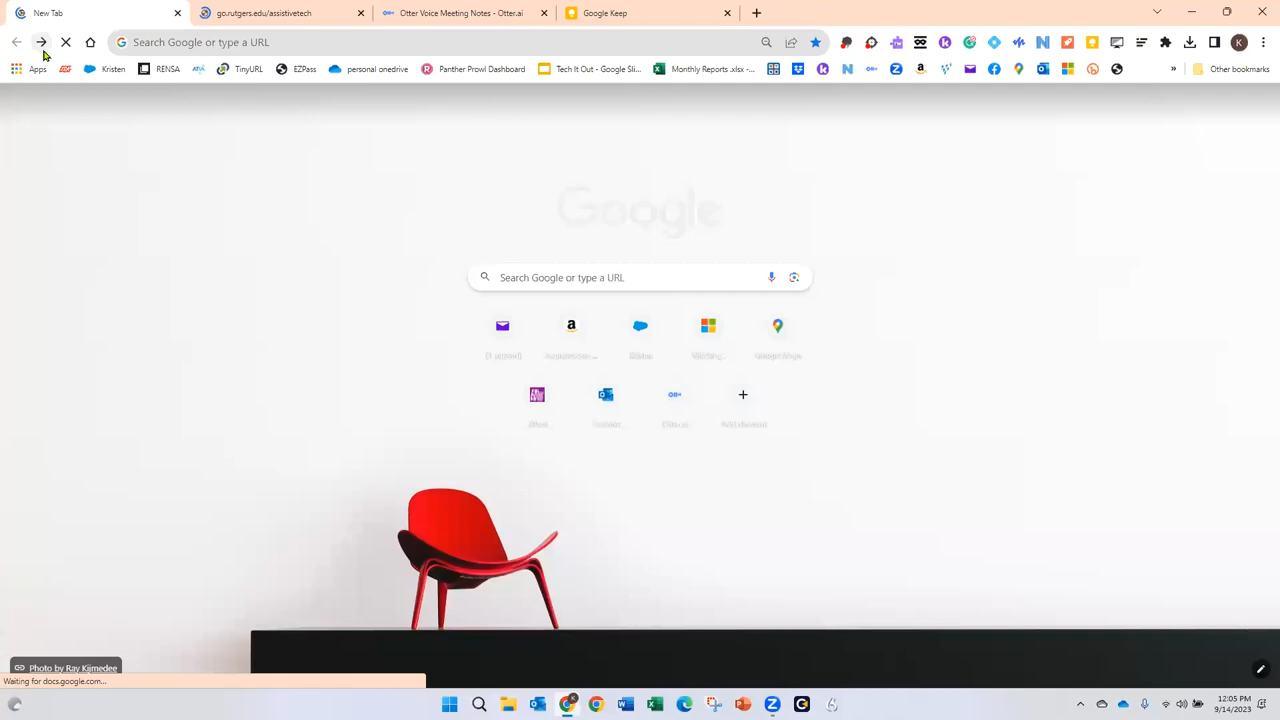 New Tab
go.rutgers.edu/assistivetech
Otter Voice Meeting Notes - Otter.ai
Google Keep
Search Google or type a URL
K
Apps
Kristen
RENSA
TinyURL
EZPass
personal onedrive
Panther Prowl Dashboard
Tech It Out - Google Sli...
Monthly Reports .xlsx -...
»
Other bookmarks
Google
Search Google or type a URL
Google Maps
Photo by Ray Kijmedee
Waiting for docs.google.com...
12:05 PM
9/14/2023